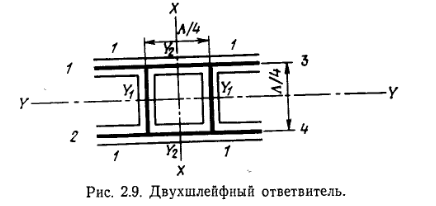 X
Λ/4
1 1
Y₂
1 3
Y Y₁ Y₁ Λ/4 Y
2 4
Y₂
1 1
X
Рис. 2.9. Двухшлейфный ответвитель.